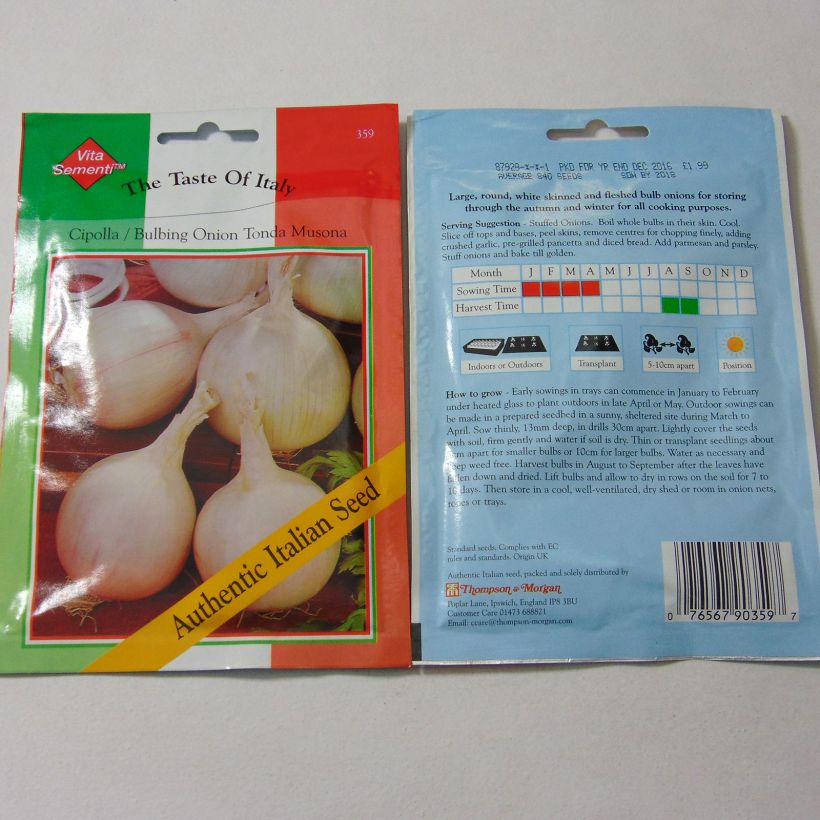 359
Vita
Sementi™
The Taste Of Italy
Cipolla / Bulbing Onion Tonda Musona
Authentic Italian Seed
87929-X-X-1 PKD FOR YR END DEC 2016 £1.99
AVERAGE 840 SEEDS SOW BY 2018
Large, round, white skinned and fleshed bulb onions for storing
through the autumn and winter for all cooking purposes.
Serving Suggestion - Stuffed Onions. Boil whole bulbs in their skin. Cool.
Slice off tops and bases, peel skins, remove centres for chopping finely, adding
crushed garlic, pre-grilled pancetta and diced bread. Add parmesan and parsley.
Stuff onions and bake till golden.
Month J F M A M J J A S O N D
Sowing Time
Harvest Time
Indoors or Outdoors
Transplant
5-10cm apart
Position
How to grow - Early sowings in trays can commence in January to February
under heated glass to plant outdoors in late April or May. Outdoor sowings can
be made in a prepared seedbed in a sunny, sheltered site during March to
April. Sow thinly, 13mm deep, in drills 30cm apart. Lightly cover the seeds
with soil, firm gently and water if soil is dry. Thin or transplant seedlings about
apart for smaller bulbs or 10cm for larger bulbs. Water as necessary and
keep weed free. Harvest bulbs in August to September after the leaves have
fallen down and dried. Lift bulbs and allow to dry in rows on the soil for 7 to
10 days. Then store in a cool, well-ventilated, dry shed or room in onion nets,
ropes or trays.
Standard seeds. Complies with EC
rules and standards. Origin UK
Authentic Italian seed, packed and solely distributed by
Thompson & Morgan
Poplar Lane, Ipswich, England IP8 3BU
Customer Care 01473 688821
Email: ccare@thompson-morgan.com
0 76567 90359 7